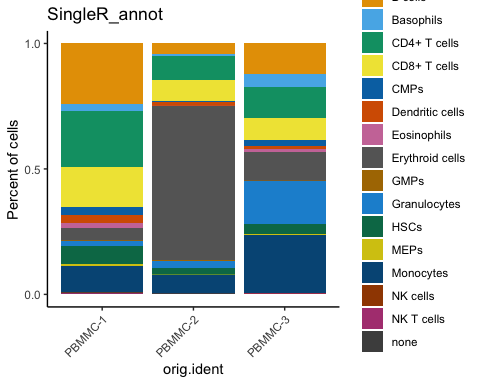 SingleR_annot
Percent of cells
1.0
0.5
0.0
PBMMC-1
PBMMC-2
PBMMC-3
orig.ident
B cells
Basophils
CD4+ T cells
CD8+ T cells
CMPs
Dendritic cells
Eosinophils
Erythroid cells
GMPs
Granulocytes
HSCs
MEPs
Monocytes
NK cells
NK T cells
none